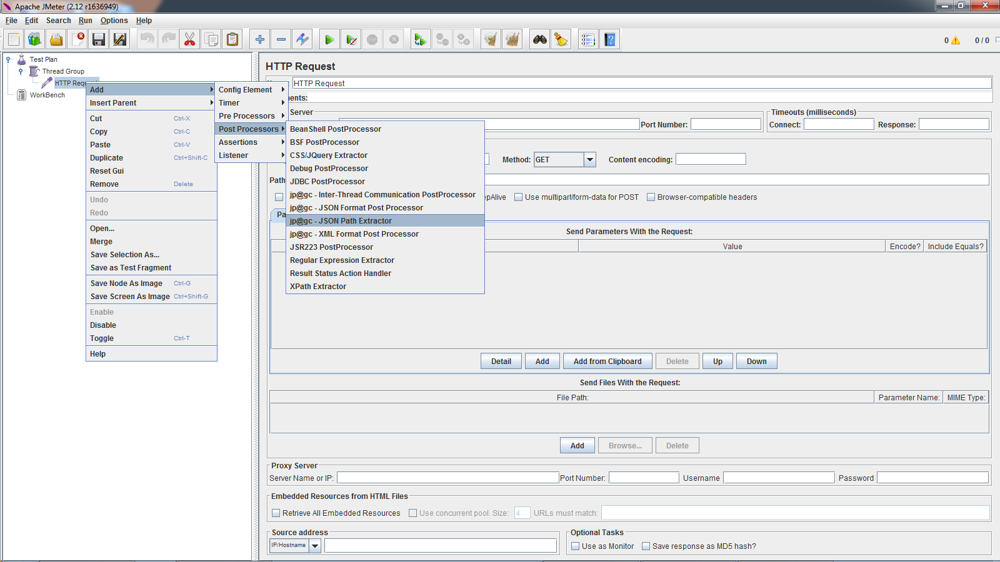 Apache JMeter (2.12 r1636949)
File Edit Search Run Options Help
0 0 / 0
Test Plan
Thread Group
HTTP Requ
WorkBench
Add
Insert Parent
Cut Ctrl-X
Copy Ctrl-C
Paste Ctrl-V
Duplicate Ctrl+Shift-C
Reset Gui
Remove Delete
Undo
Redo
Open...
Merge
Save Selection As...
Save as Test Fragment
Save Node As Image Ctrl-G
Save Screen As Image Ctrl+Shift-G
Enable
Disable
Toggle Ctrl-T
Help
Config Element
Timer
Pre Processors
Post Processors
Assertions
Listener
BeanShell PostProcessor
BSF PostProcessor
CSS/JQuery Extractor
Debug PostProcessor
JDBC PostProcessor
jp@gc - Inter-Thread Communication PostProcessor
jp@gc - JSON Format Post Processor
jp@gc - JSON Path Extractor
jp@gc - XML Format Post Processor
JSR223 PostProcessor
Regular Expression Extractor
Result Status Action Handler
XPath Extractor
HTTP Request
HTTP Request
nents:
Server
Port Number:
Timeouts (milliseconds)
Connect: Response:
Method: GET Content encoding:
Path
epAlive Use multipart/form-data for POST Browser-compatible headers
Pa
Send Parameters With the Request:
Value Encode? Include Equals?
Detail Add Add from Clipboard Delete Up Down
Send Files With the Request:
File Path: Parameter Name: MIME Type:
Add Browse... Delete
Proxy Server
Server Name or IP: Port Number: Username Password
Embedded Resources from HTML Files
Retrieve All Embedded Resources Use concurrent pool. Size: 4 URLs must match:
Source address
IP/Hostname
Optional Tasks
Use as Monitor Save response as MD5 hash?